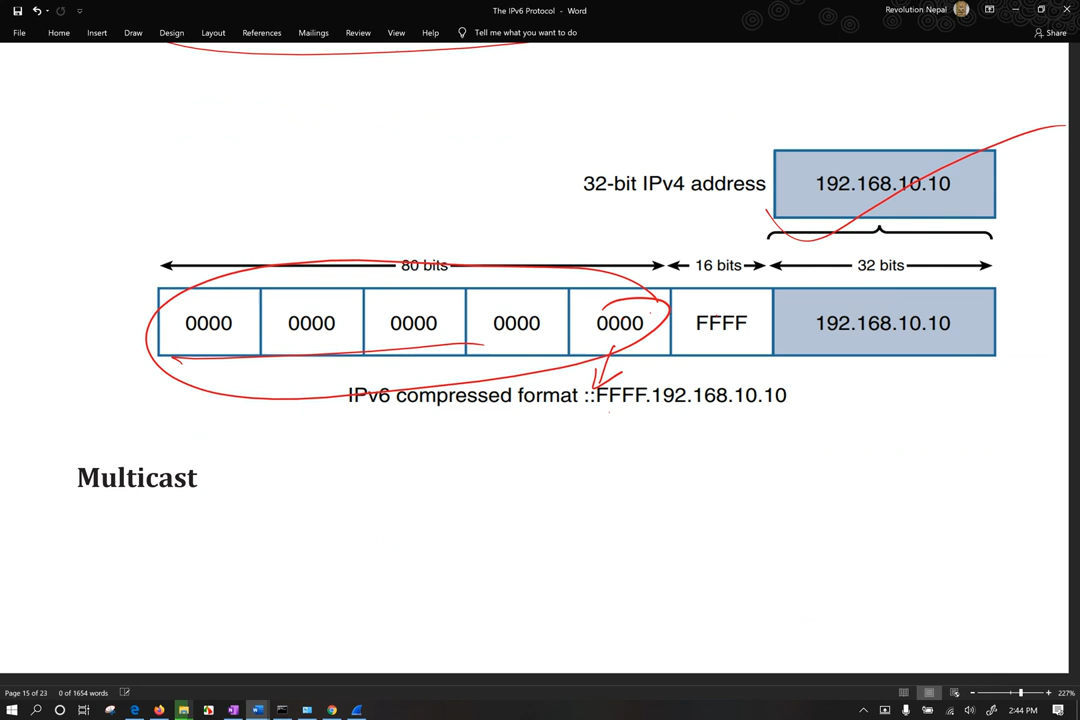 The IPv6 Protocol - Word
Revolution Nepal
File Home Insert Draw Design Layout References Mailings Review View Help Tell me what you want to do Share
32-bit IPv4 address 192.168.10.10
80 bits 16 bits 32 bits
0000 0000 0000 0000 0000 FFFF 192.168.10.10
IPv6 compressed format ::FFFF.192.168.10.10
Multicast
Page 15 of 23 0 of 1654 words 227%
2:44 PM